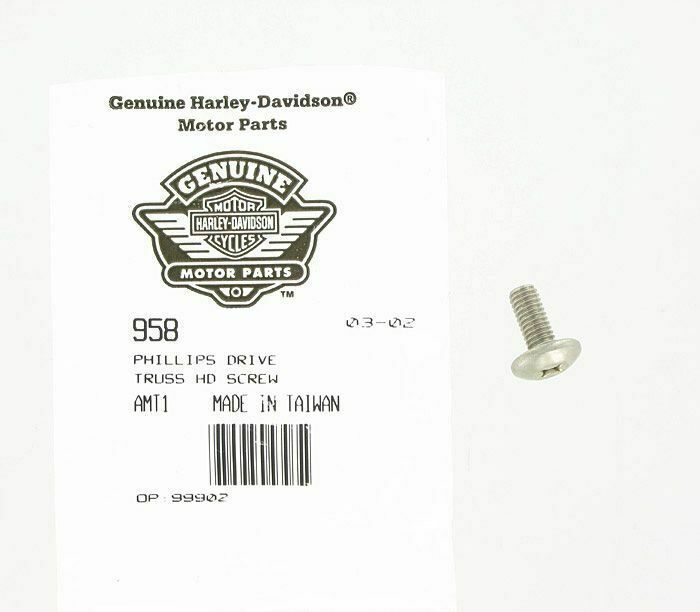 Genuine Harley-Davidson®
Motor Parts
GENUINE
MOTOR
HARLEY-DAVIDSON
CYCLES
MOTOR PARTS
TM
958 03-02
PHILLIPS DRIVE
TRUSS HD SCREW
AMT1 MADE IN TAIWAN
OP:99902